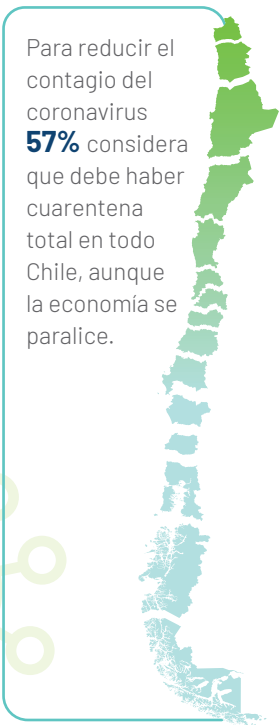 Para reducir el
contagio del
coronavirus
57% considera
que debe haber
cuarentena
total en todo
Chile, aunque
la economía se
paralice.